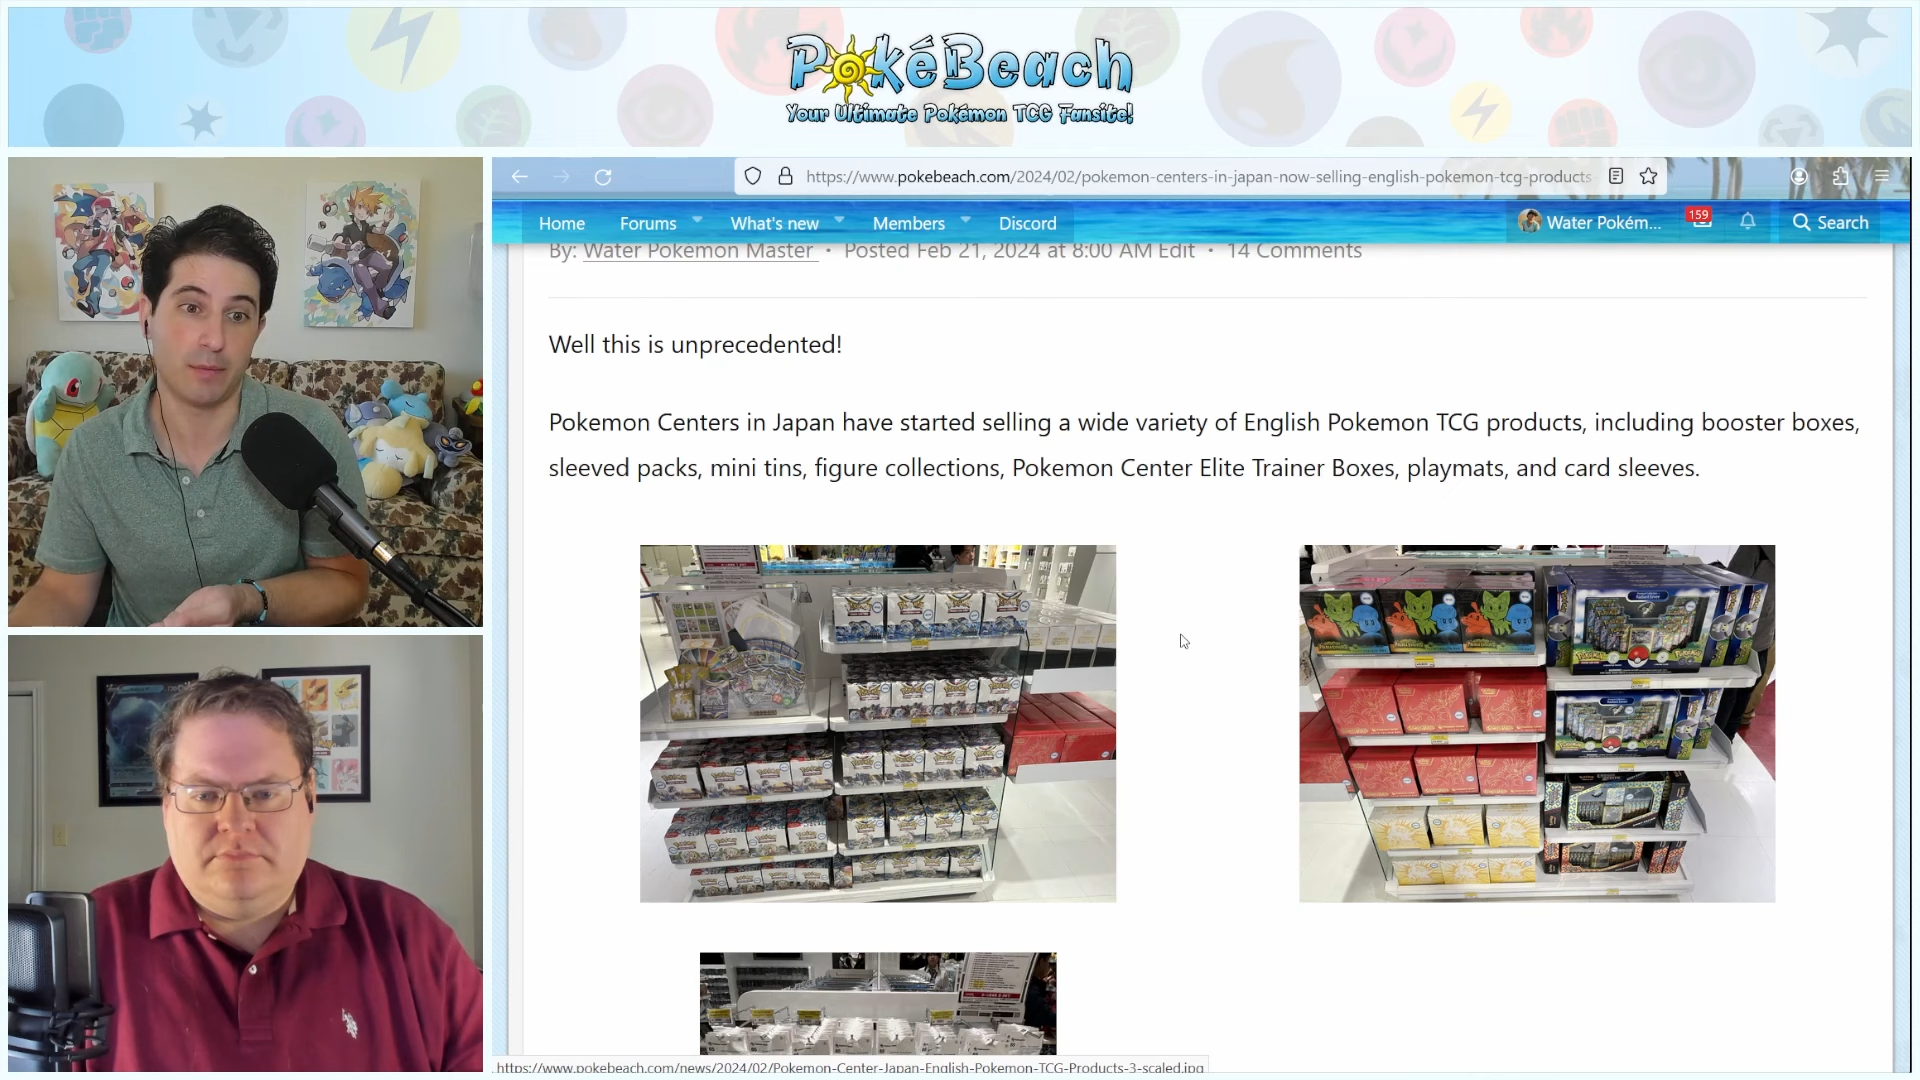 PokéBeach
Your Ultimate Pokémon TCG Fansite!
https://www.pokebeach.com/2024/02/pokemon-centers-in-japan-now-selling-english-pokemon-tcg-products
Home Forums What's new Members Discord Water Pokém... 159 Search
By: Water Pokemon Master · Posted Feb 21, 2024 at 8:00 AM Edit · 14 Comments
Well this is unprecedented!
Pokemon Centers in Japan have started selling a wide variety of English Pokemon TCG products, including booster boxes,
sleeved packs, mini tins, figure collections, Pokemon Center Elite Trainer Boxes, playmats, and card sleeves.
https://www.pokebeach.com/news/2024/02/Pokemon-Center-Japan-English-Pokemon-TCG-Products-3-scaled.jpg